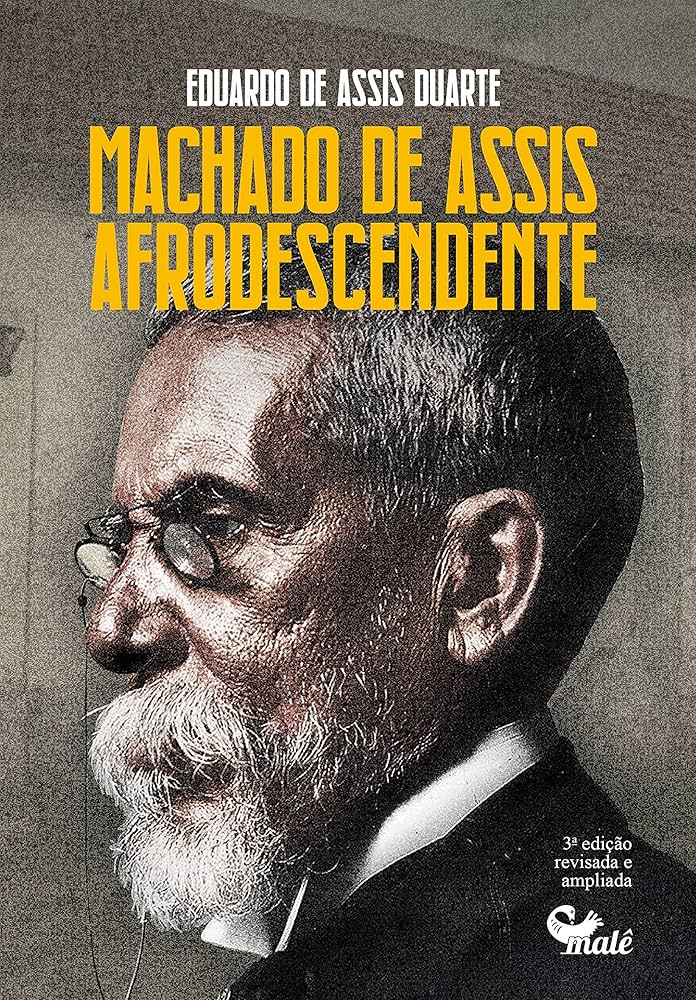 EDUARDO DE ASSIS DUARTE
MACHADO DE ASSIS
AFRODESCENDENTE
3ª edição
revisada e
ampliada
malê